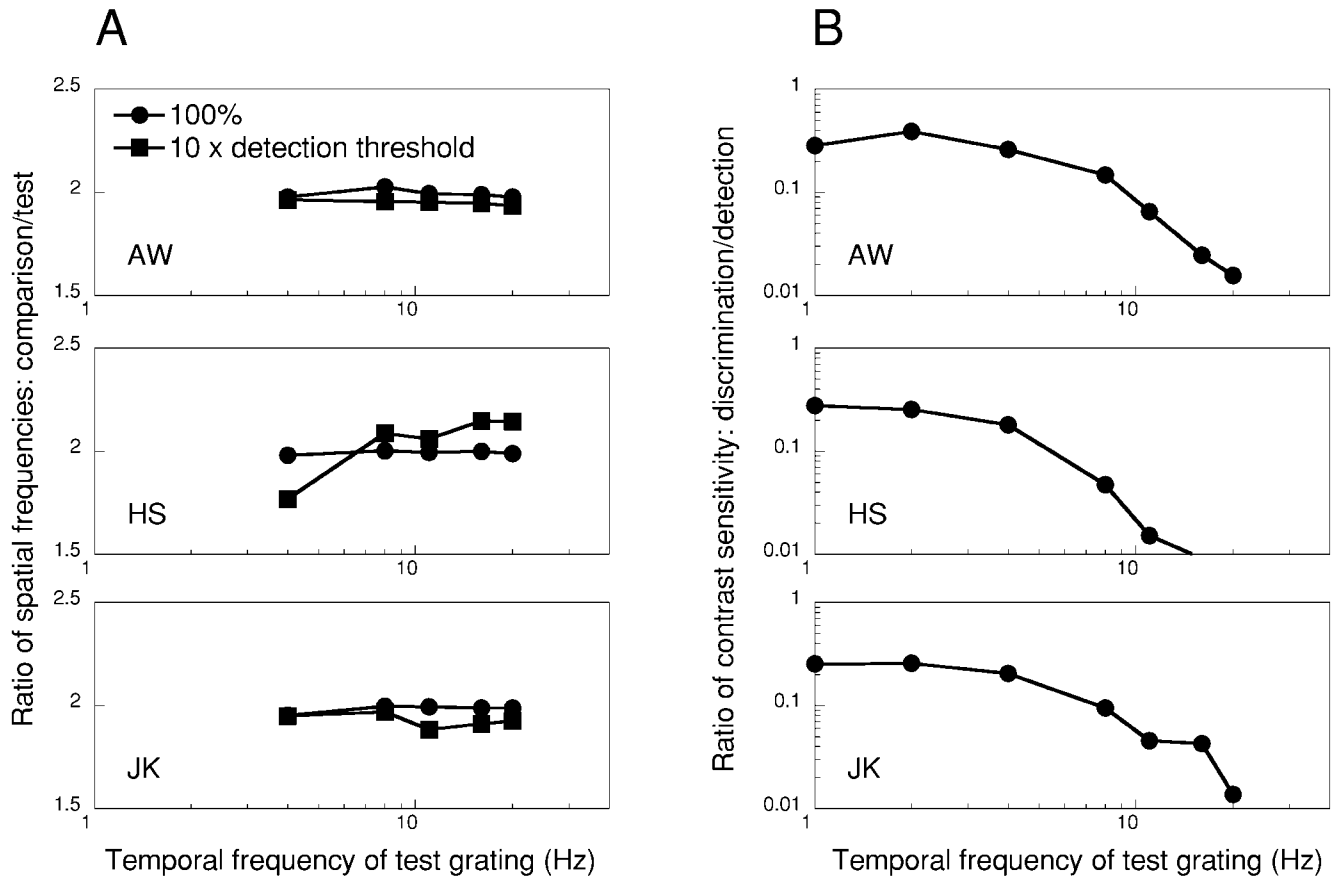 A
B
Ratio of spatial frequencies: comparison/test
2.5
100%
10 x detection threshold
2
AW
1.5
1
10
2.5
2
HS
1.5
1
10
2.5
2
JK
1.5
1
10
Temporal frequency of test grating (Hz)
Ratio of contrast sensitivity: discrimination/detection
1
0.1
AW
0.01
1
10
1
0.1
HS
0.01
1
10
1
0.1
JK
0.01
1
10
Temporal frequency of test grating (Hz)